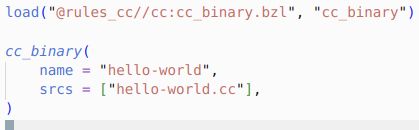 load("@rules_cc//cc:cc_binary.bzl", "cc_binary")

cc_binary(
    name = "hello-world",
    srcs = ["hello-world.cc"],
)